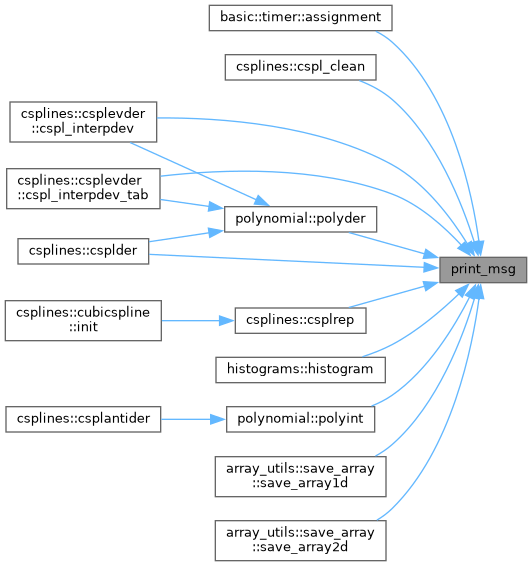 basic::timer::assignment
csplines::cspl_clean
csplines::csplevder
::cspl_interpdev
csplines::csplevder
::cspl_interpdev_tab
polynomial::polyder
csplines::csplder
print_msg
csplines::cubicspline
::init
csplines::csplrep
histograms::histogram
csplines::csplantider
polynomial::polyint
array_utils::save_array
::save_array1d
array_utils::save_array
::save_array2d